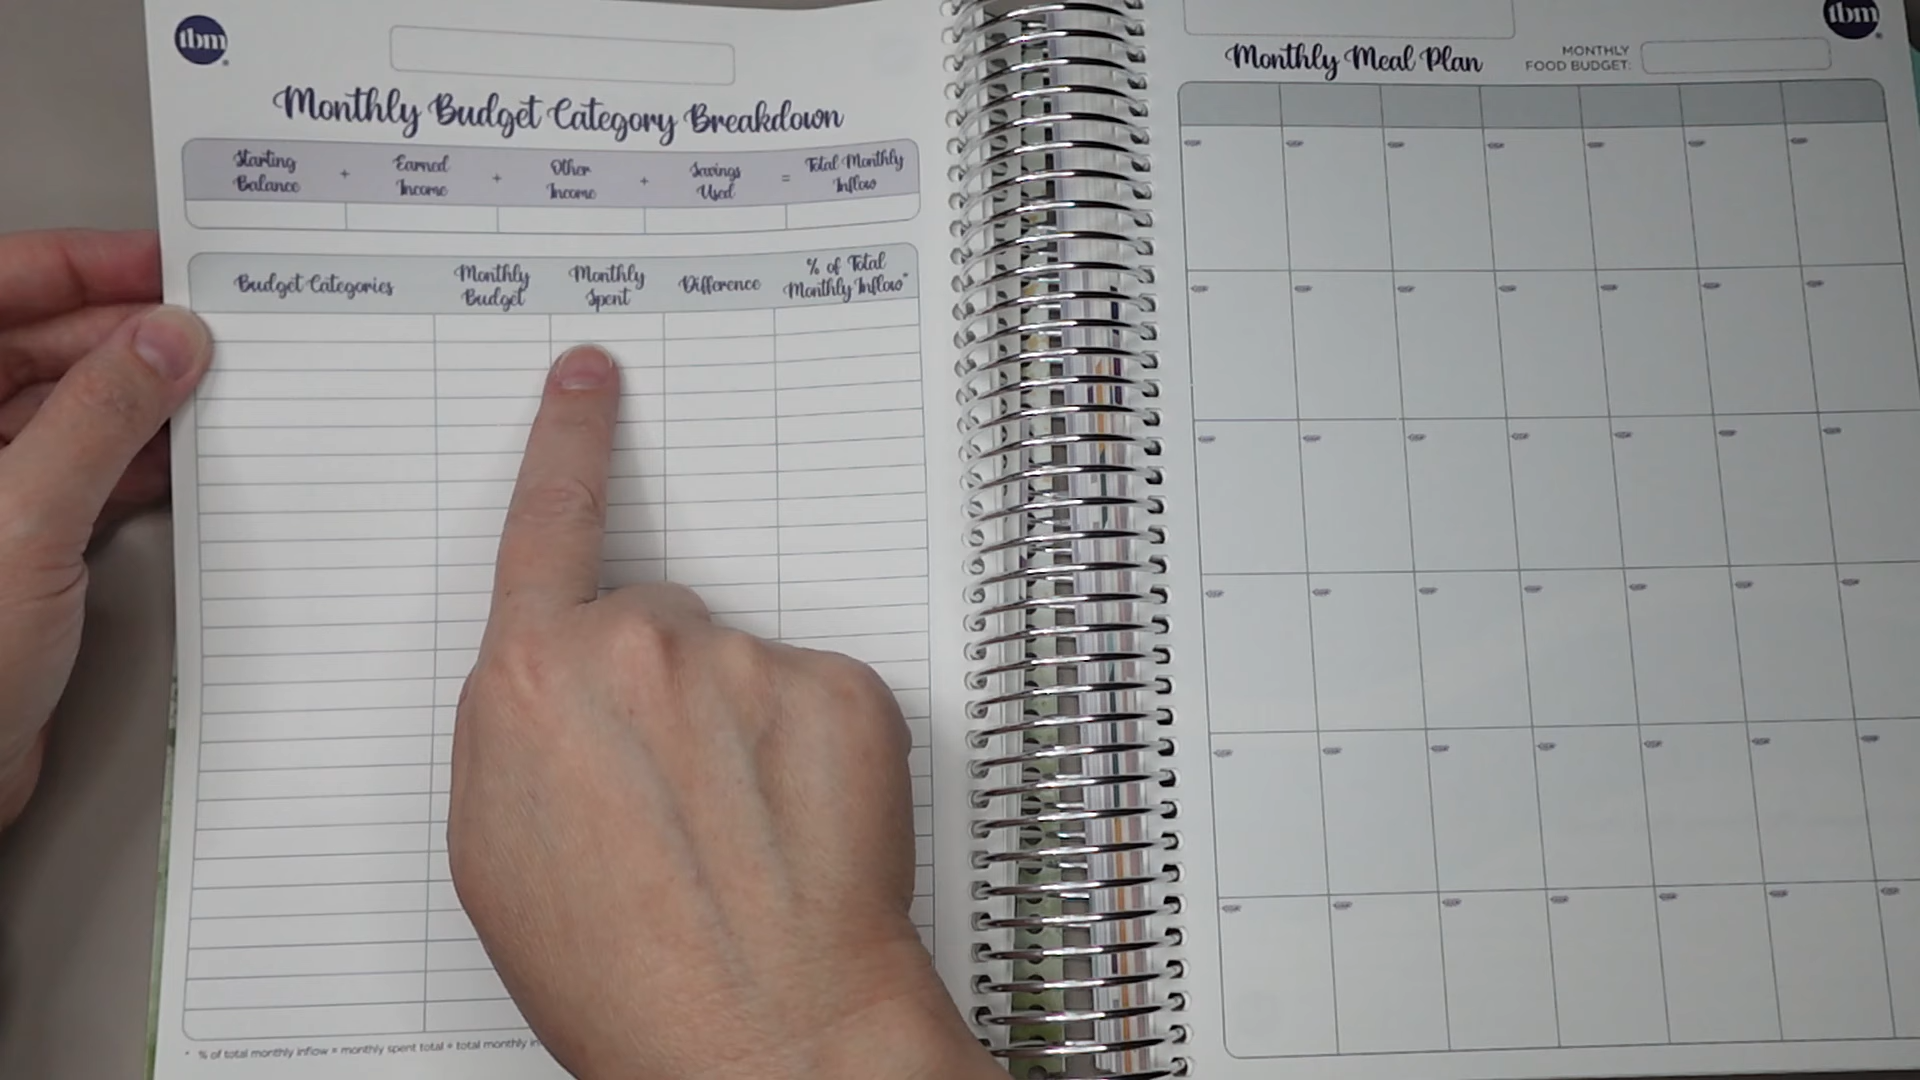 tbm
Monthly Budget Category Breakdown
Starting Balance + Earned Income + Other Income + Savings Used = Total Monthly Inflow
Budget Categories Monthly Budget Monthly Spent Difference % of Total Monthly Inflow*
* % of total monthly inflow = monthly spent total ÷ total monthly
tbm
Monthly Meal Plan
MONTHLY
FOOD BUDGET: